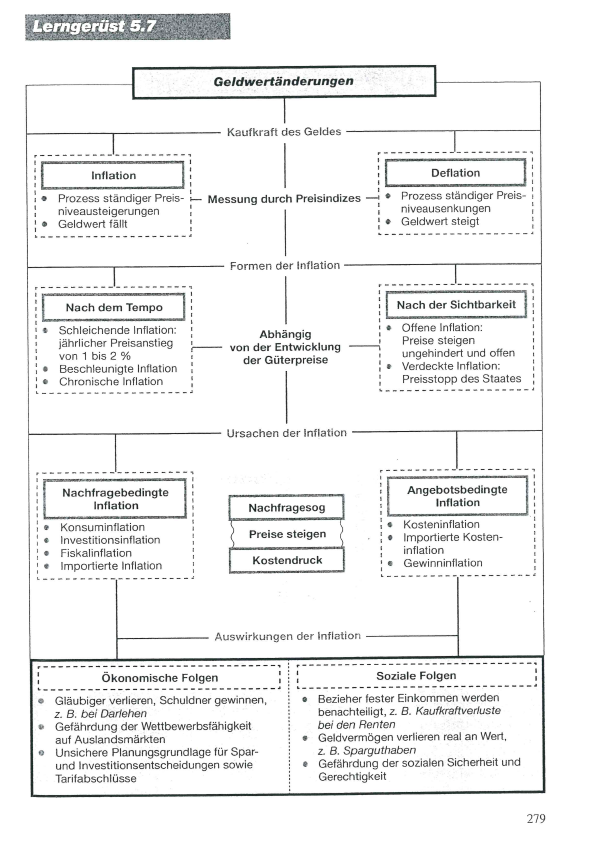 Lerngerüst 5.7
Geldwertänderungen
Kaufkraft des Geldes
Inflation
• Prozess ständiger Preis-
niveausteigerungen
• Geldwert fällt
Messung durch Preisindizes
Deflation
• Prozess ständiger Preis-
niveausenkungen
• Geldwert steigt
Formen der Inflation
Nach dem Tempo
• Schleichende Inflation:
jährlicher Preisanstieg
von 1 bis 2 %
• Beschleunigte Inflation
• Chronische Inflation
Abhängig
von der Entwicklung
der Güterpreise
Nach der Sichtbarkeit
• Offene Inflation:
Preise steigen
ungehindert und offen
• Verdeckte Inflation:
Preisstopp des Staates
Ursachen der Inflation
Nachfragebedingte
Inflation
• Konsuminflation
• Investitionsinflation
• Fiskalinflation
• Importierte Inflation
Nachfragesog
Preise steigen
Kostendruck
Angebotsbedingte
Inflation
• Kosteninflation
• Importierte Kosten-
inflation
• Gewinninflation
Auswirkungen der Inflation
Ökonomische Folgen
• Gläubiger verlieren, Schuldner gewinnen,
z. B. bei Darlehen
• Gefährdung der Wettbewerbsfähigkeit
auf Auslandsmärkten
• Unsichere Planungsgrundlage für Spar-
und Investitionsentscheidungen sowie
Tarifabschlüsse
Soziale Folgen
• Bezieher fester Einkommen werden
benachteiligt, z. B. Kaufkraftverluste
bei den Renten
• Geldvermögen verlieren real an Wert,
z. B. Sparguthaben
• Gefährdung der sozialen Sicherheit und
Gerechtigkeit
279